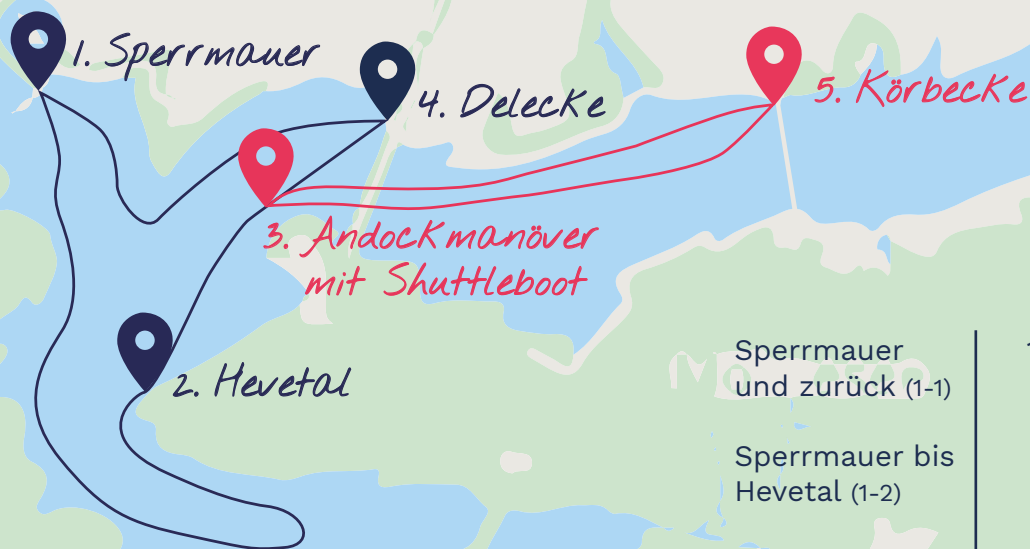 1. Sperrmauer
4. Delecke
5. Körbecke
3. Andockmanöver
mit Shuttleboot
2. Hevetal
Sperrmauer
und zurück (1-1)
Sperrmauer bis
Hevetal (1-2)